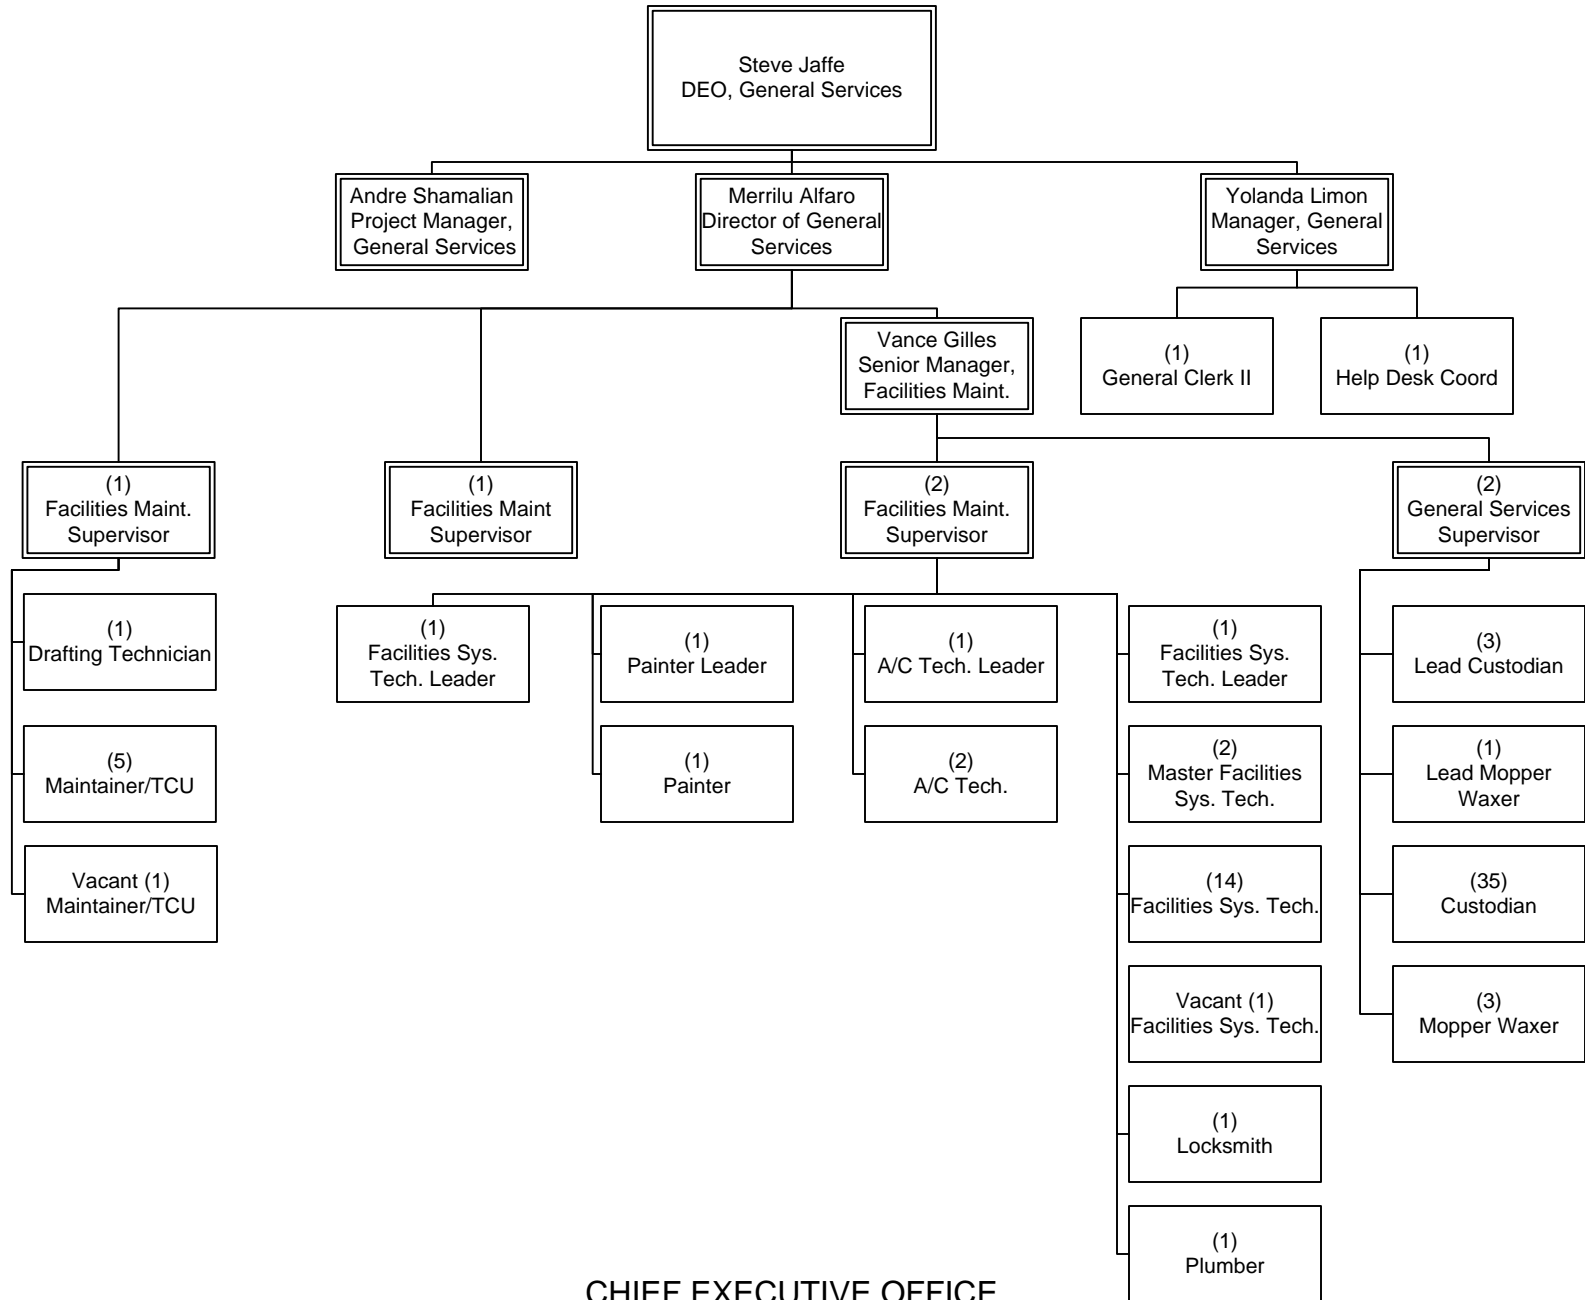 Steve Jaffe
DEO, General Services
Andre Shamalian
Project Manager,
General Services
Merrilu Alfaro
Director of General
Services
Yolanda Limon
Manager, General
Services
Vance Gilles
Senior Manager,
Facilities Maint.
(1)
General Clerk II
(1)
Help Desk Coord
(1)
Facilities Maint.
Supervisor
(1)
Facilities Maint
Supervisor
(2)
Facilities Maint.
Supervisor
(2)
General Services
Supervisor
(1)
Drafting Technician
(5)
Maintainer/TCU
Vacant (1)
Maintainer/TCU
(1)
Facilities Sys.
Tech. Leader
(1)
Painter Leader
(1)
Painter
(1)
A/C Tech. Leader
(2)
A/C Tech.
(1)
Facilities Sys.
Tech. Leader
(2)
Master Facilities
Sys. Tech.
(14)
Facilities Sys. Tech.
Vacant (1)
Facilities Sys. Tech.
(1)
Locksmith
(1)
Plumber
(3)
Lead Custodian
(1)
Lead Mopper
Waxer
(35)
Custodian
(3)
Mopper Waxer
CHIEF EXECUTIVE OFFICE